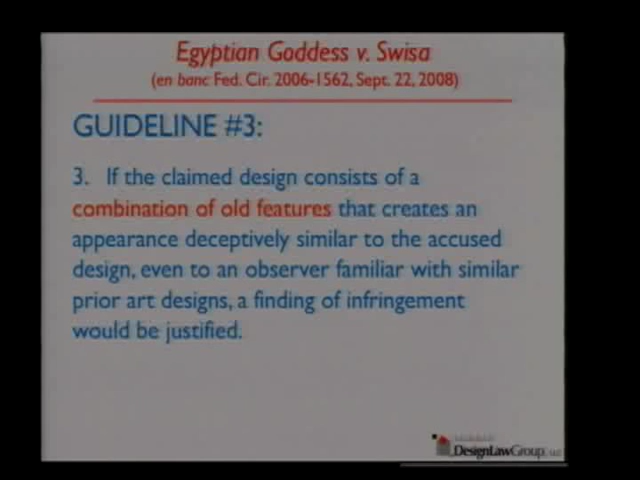 Egyptian Goddess v. Swisa
(en banc Fed. Cir. 2006-1562, Sept. 22, 2008)
GUIDELINE #3:
3. If the claimed design consists of a
combination of old features that creates an
appearance deceptively similar to the accused
design, even to an observer familiar with similar
prior art designs, a finding of infringement
would be justified.
DesignLawGroup, LLC